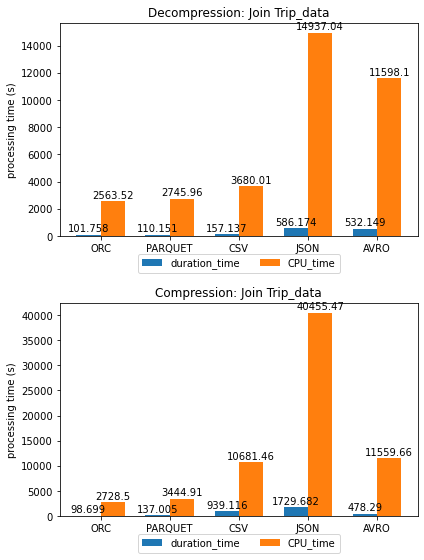 Decompression: Join Trip_data
processing time (s)
14000
12000
10000
8000
6000
4000
2000
0
101.758
2563.52
110.151
2745.96
157.137
3680.01
586.174
14937.04
532.149
11598.1
ORC
PARQUET
CSV
JSON
AVRO
duration_time
CPU_time
Compression: Join Trip_data
processing time (s)
40000
35000
30000
25000
20000
15000
10000
5000
0
98.699
2728.5
137.005
3444.91
939.116
10681.46
1729.682
40455.47
478.29
11559.66
ORC
PARQUET
CSV
JSON
AVRO
duration_time
CPU_time